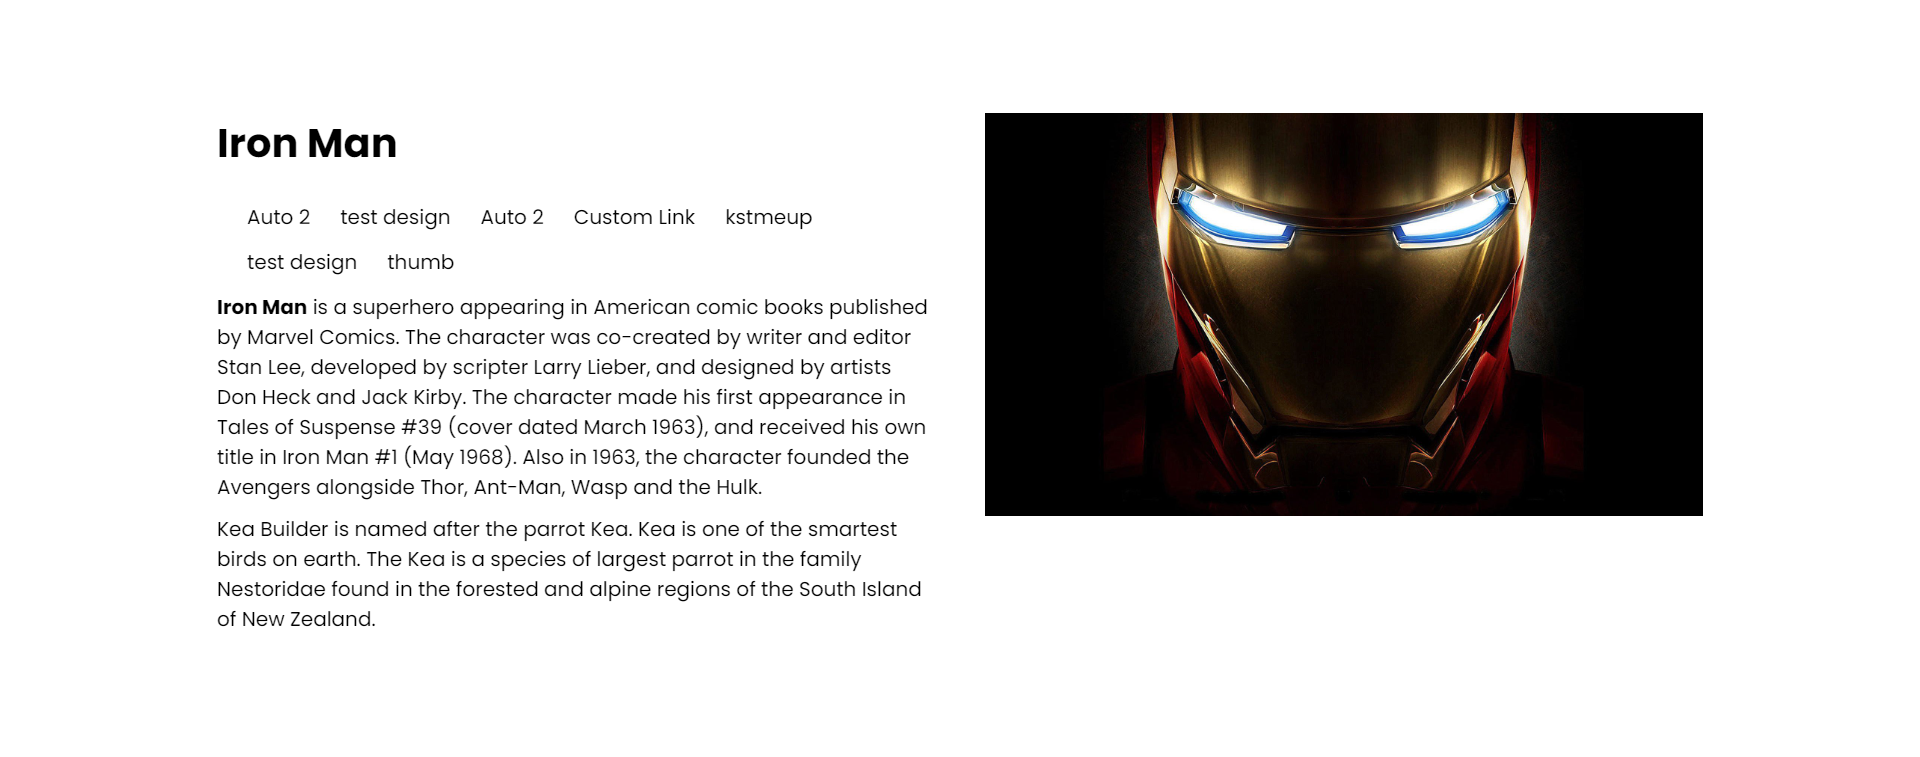 Iron Man
Auto 2 test design Auto 2 Custom Link kstmeup
test design thumb
Iron Man is a superhero appearing in American comic books published
by Marvel Comics. The character was co-created by writer and editor
Stan Lee, developed by scripter Larry Lieber, and designed by artists
Don Heck and Jack Kirby. The character made his first appearance in
Tales of Suspense #39 (cover dated March 1963), and received his own
title in Iron Man #1 (May 1968). Also in 1963, the character founded the
Avengers alongside Thor, Ant-Man, Wasp and the Hulk.
Kea Builder is named after the parrot Kea. Kea is one of the smartest
birds on earth. The Kea is a species of largest parrot in the family
Nestoridae found in the forested and alpine regions of the South Island
of New Zealand.